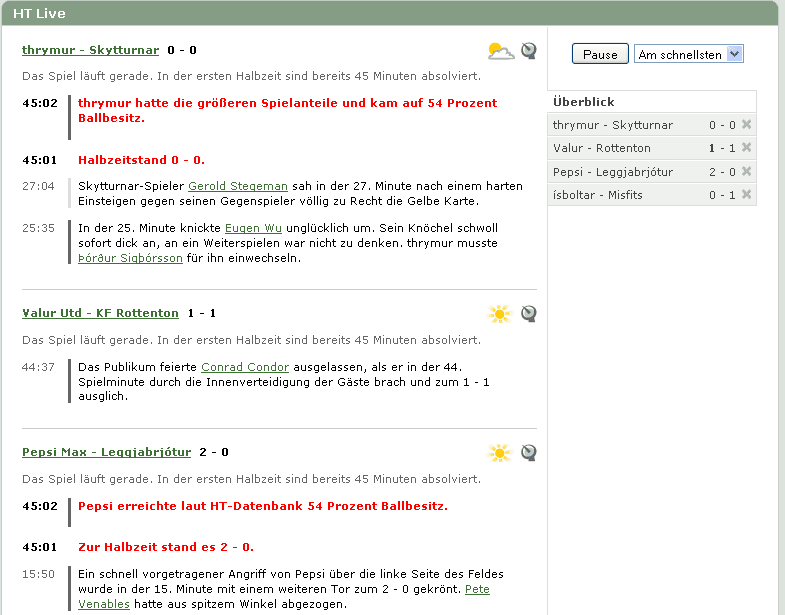 HT Live
thrymur - Skytturnar 0 - 0
Das Spiel läuft gerade. In der ersten Halbzeit sind bereits 45 Minuten absolviert.
45:02 thrymur hatte die größeren Spielanteile und kam auf 54 Prozent
Ballbesitz.
45:01 Halbzeitstand 0 - 0.
27:04 Skytturnar-Spieler Gerold Stegeman sah in der 27. Minute nach einem harten
Einsteigen gegen seinen Gegenspieler völlig zu Recht die Gelbe Karte.
25:35 In der 25. Minute knickte Eugen Wu unglücklich um. Sein Knöchel schwoll
sofort dick an, an ein Weiterspielen war nicht zu denken. thrymur musste
Þórður Sigþórsson für ihn einwechseln.
Valur Utd - KF Rottenton 1 - 1
Das Spiel läuft gerade. In der ersten Halbzeit sind bereits 45 Minuten absolviert.
44:37 Das Publikum feierte Conrad Condor ausgelassen, als er in der 44.
Spielminute durch die Innenverteidigung der Gäste brach und zum 1 - 1
ausglich.
Pepsi Max - Leggjabrjótur 2 - 0
Das Spiel läuft gerade. In der ersten Halbzeit sind bereits 45 Minuten absolviert.
45:02 Pepsi erreichte laut HT-Datenbank 54 Prozent Ballbesitz.
45:01 Zur Halbzeit stand es 2 - 0.
15:50 Ein schnell vorgetragener Angriff von Pepsi über die linke Seite des Feldes
wurde in der 15. Minute mit einem weiteren Tor zum 2 - 0 gekrönt. Pete
Venables hatte aus spitzem Winkel abgezogen.
Pause Am schnellsten
Überblick
thrymur - Skytturnar 0 - 0
Valur - Rottenton 1 - 1
Pepsi - Leggjabrjótur 2 - 0
ísboltar - Misfits 0 - 1